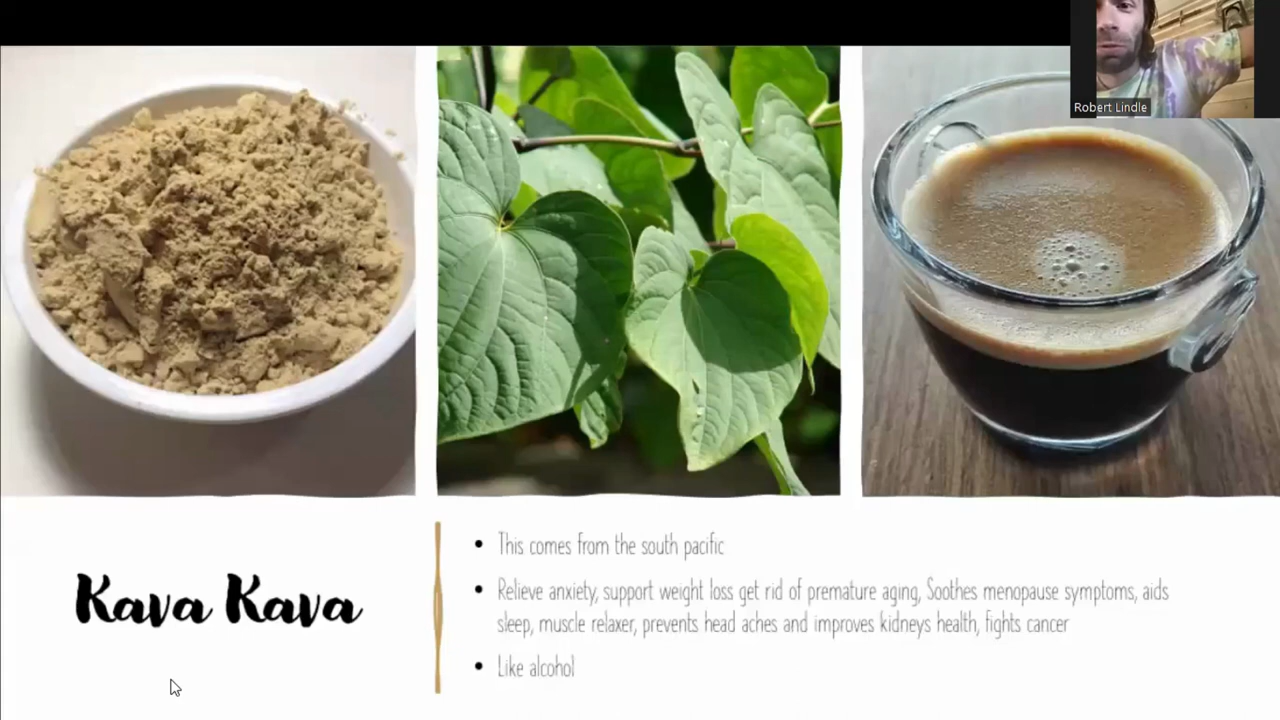 Robert Lindle
Kava Kava
This comes from the south pacific
Relieve anxiety, support weight loss get rid of premature aging, Soothes menopause symptoms, aids
sleep, muscle relaxer, prevents head aches and improves kidneys health, fights cancer
Like alcohol